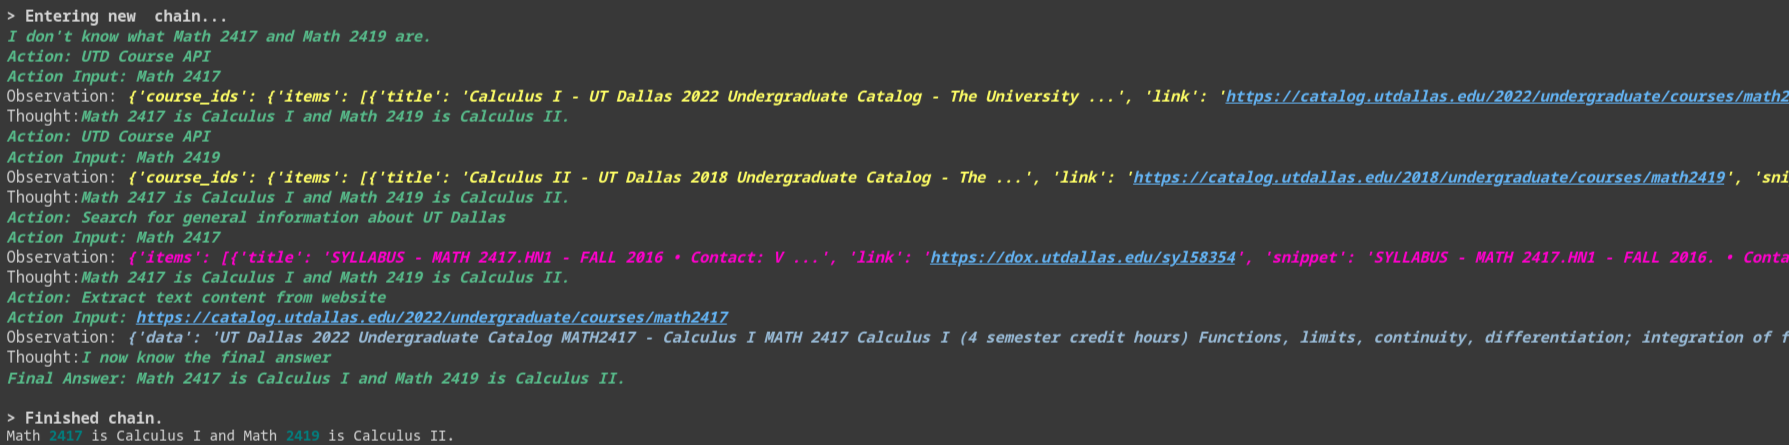 > Entering new  chain...
I don't know what Math 2417 and Math 2419 are.
Action: UTD Course API
Action Input: Math 2417
Observation: {'course_ids': {'items': [{'title': 'Calculus I - UT Dallas 2022 Undergraduate Catalog - The University ...', 'link': 'https://catalog.utdallas.edu/2022/undergraduate/courses/math2
Thought:Math 2417 is Calculus I and Math 2419 is Calculus II.
Action: UTD Course API
Action Input: Math 2419
Observation: {'course_ids': {'items': [{'title': 'Calculus II - UT Dallas 2018 Undergraduate Catalog - The ...', 'link': 'https://catalog.utdallas.edu/2018/undergraduate/courses/math2419', 'sni
Thought:Math 2417 is Calculus I and Math 2419 is Calculus II.
Action: Search for general information about UT Dallas
Action Input: Math 2417
Observation: {'items': [{'title': 'SYLLABUS - MATH 2417.HN1 - FALL 2016 • Contact: V ...', 'link': 'https://dox.utdallas.edu/syl58354', 'snippet': 'SYLLABUS - MATH 2417.HN1 - FALL 2016. • Conta
Thought:Math 2417 is Calculus I and Math 2419 is Calculus II.
Action: Extract text content from website
Action Input: https://catalog.utdallas.edu/2022/undergraduate/courses/math2417
Observation: {'data': 'UT Dallas 2022 Undergraduate Catalog MATH2417 - Calculus I MATH 2417 Calculus I (4 semester credit hours) Functions, limits, continuity, differentiation; integration of f
Thought:I now know the final answer
Final Answer: Math 2417 is Calculus I and Math 2419 is Calculus II.
> Finished chain.
Math 2417 is Calculus I and Math 2419 is Calculus II.